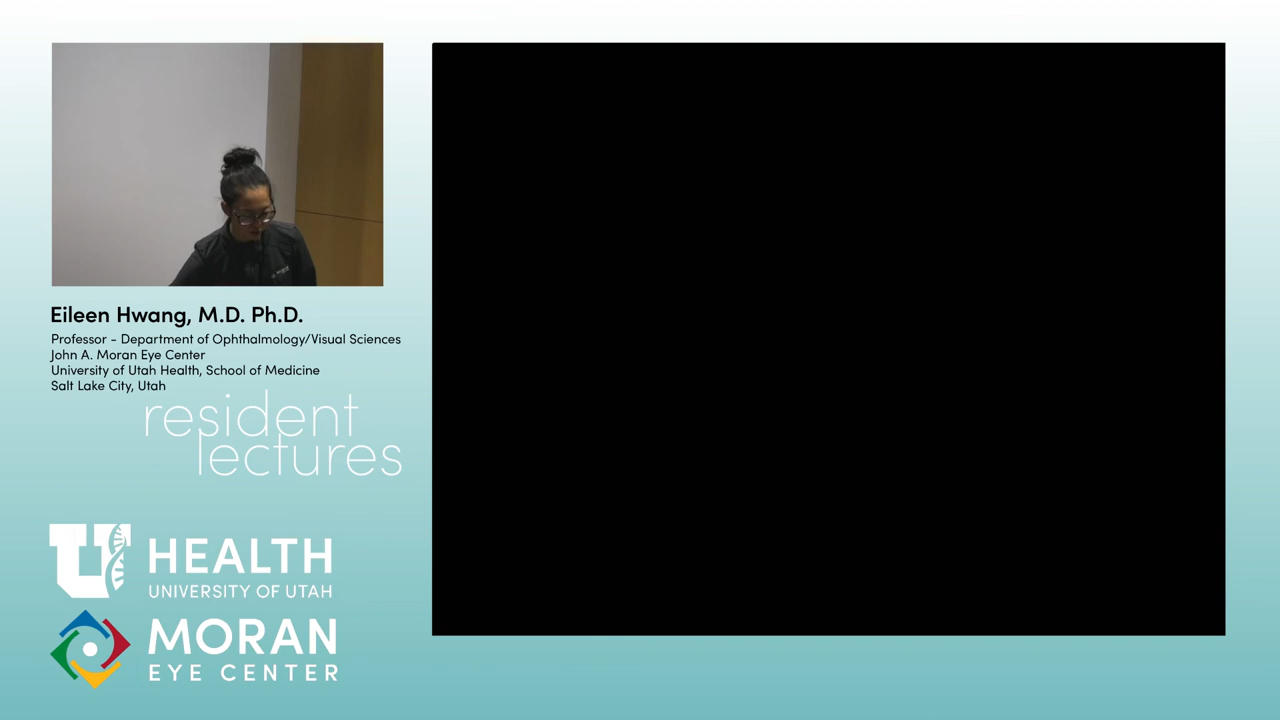 Eileen Hwang, M.D. Ph.D.
Professor - Department of Ophthalmology/Visual Sciences
John A. Moran Eye Center
University of Utah Health, School of Medicine
Salt Lake City, Utah
resident
lectures
U HEALTH
UNIVERSITY OF UTAH
MORAN
EYE CENTER